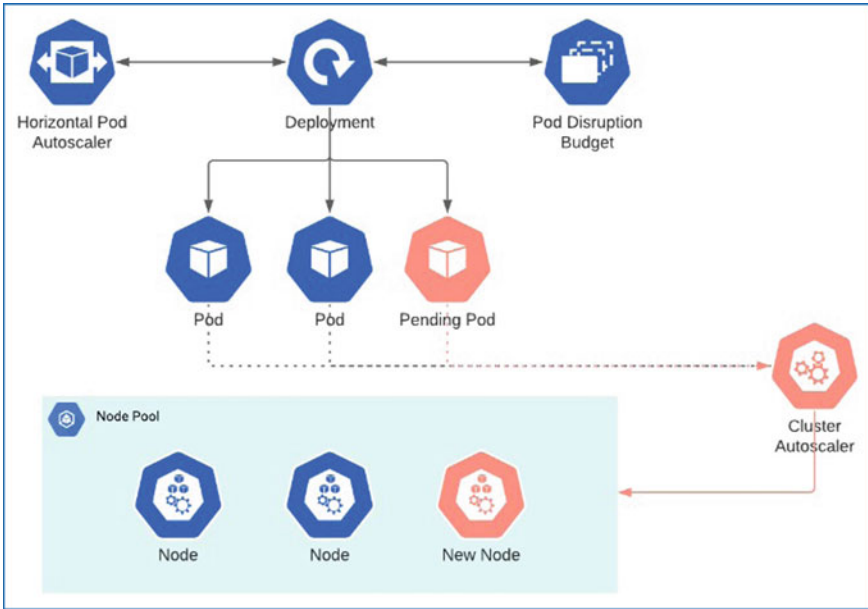 Horizontal Pod
Autoscaler
Deployment
Pod Disruption
Budget
Pod
Pod
Pending Pod
Cluster
Autoscaler
Node Pool
Node
Node
New Node